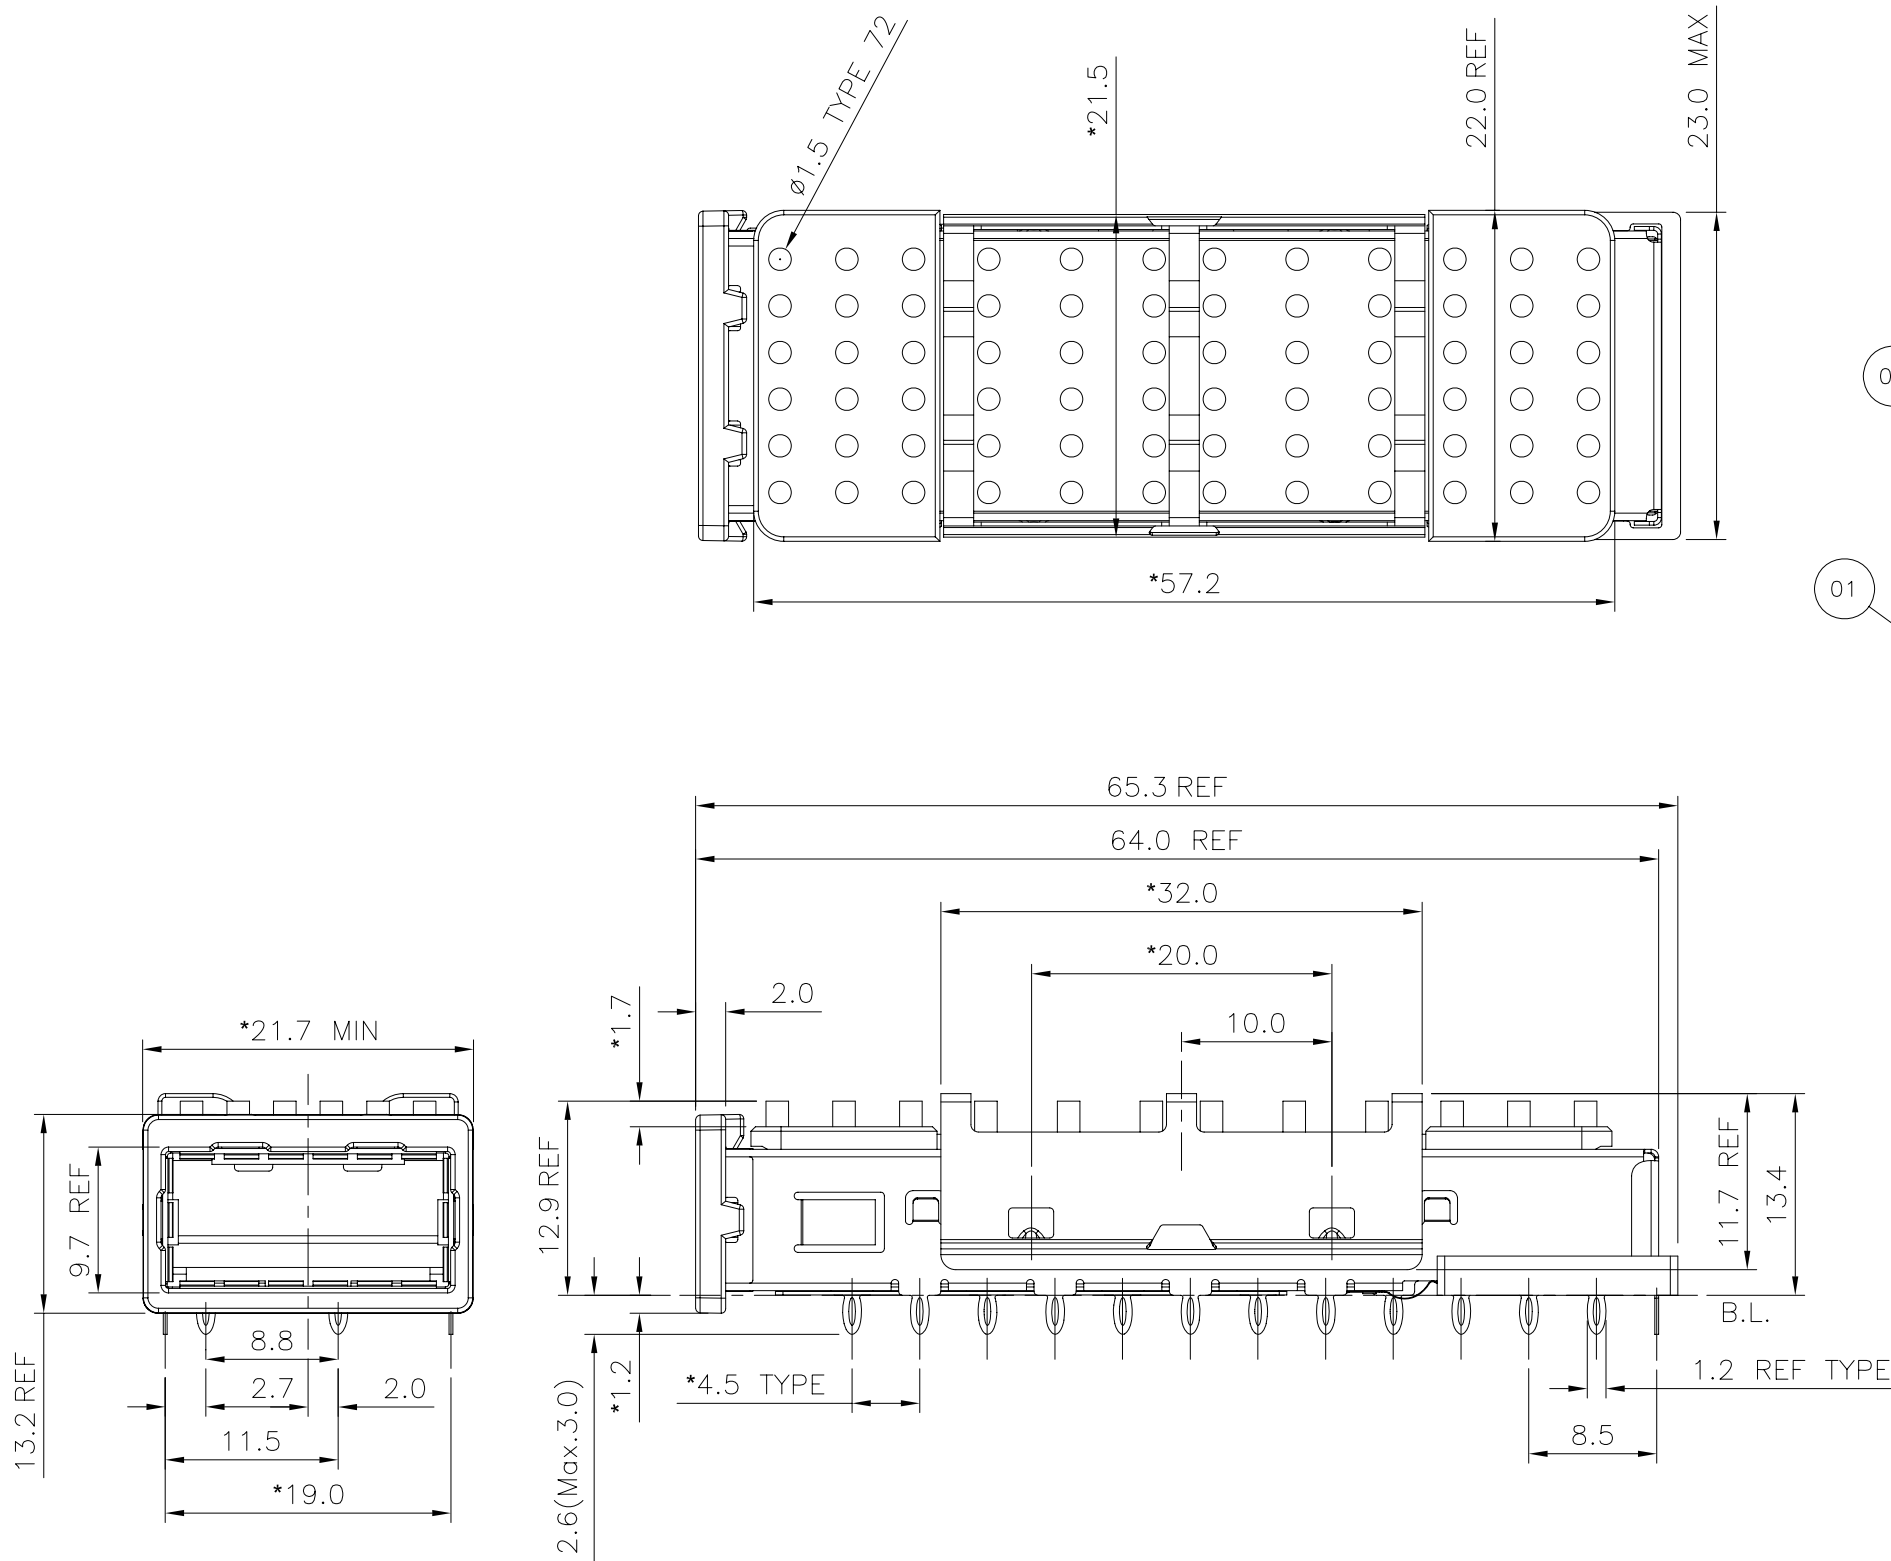 Ø1.5 TYPE 72
*21.5
22.0 REF
23.0 MAX
0
*57.2
01
65.3 REF
64.0 REF
*32.0
*20.0
*1.7
2.0
10.0
*21.7 MIN
9.7 REF
13.2 REF
12.9 REF
11.7 REF
13.4
B.L.
8.8
2.7
2.0
11.5
*19.0
2.6(Max.3.0)
*1.2
*4.5 TYPE
1.2 REF TYPE
8.5